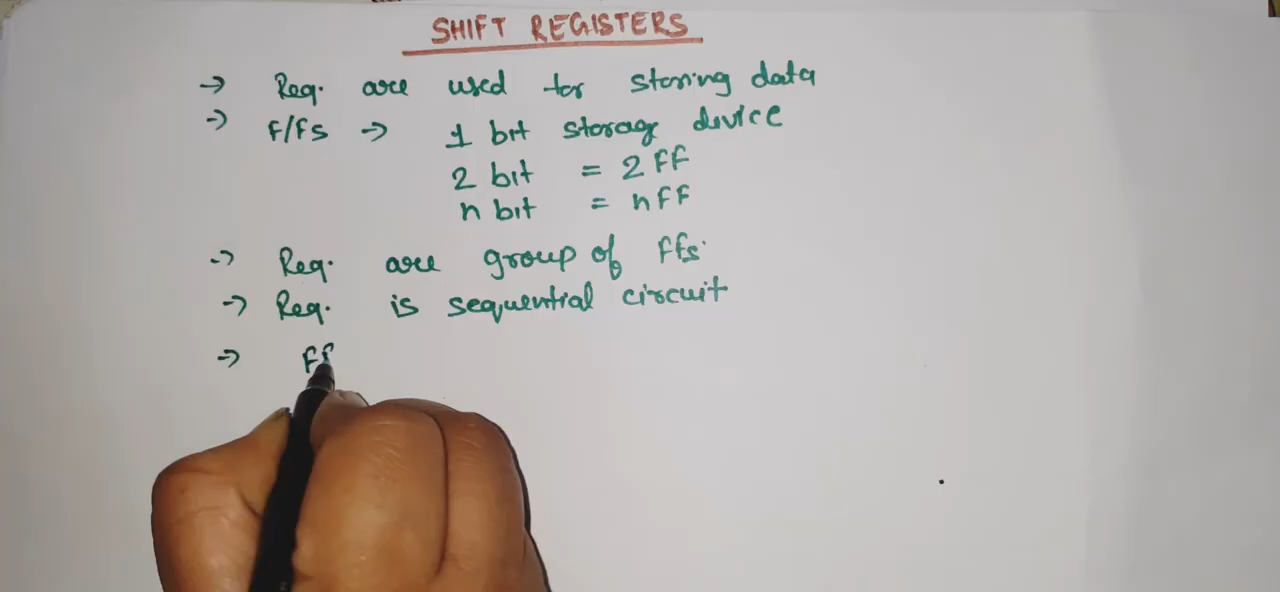 SHIFT REGISTERS
→ Reg. are used for storing data
→ F/Fs → 1 bit storage device
2 bit = 2 FF
n bit = n FF
→ Reg. are group of FFs.
→ Reg. is sequential circuit
→ FF